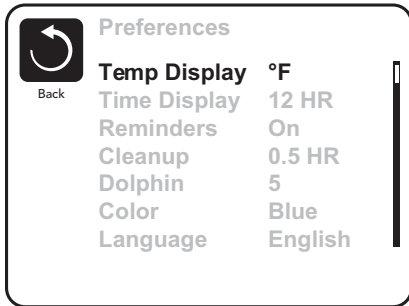 Preferences
Back
Temp Display °F
Time Display 12 HR
Reminders On
Cleanup 0.5 HR
Dolphin 5
Color Blue
Language English